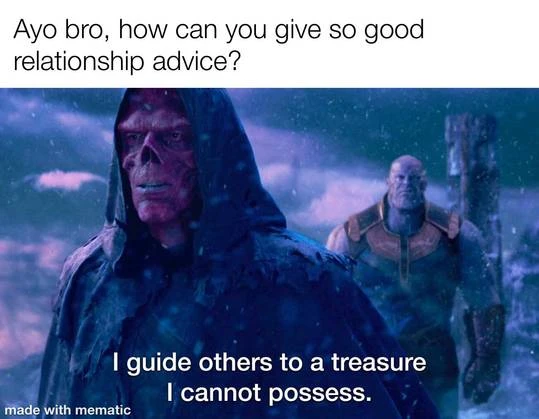 Ayo bro, how can you give so good
relationship advice?
I guide others to a treasure
I cannot possess.
made with mematic